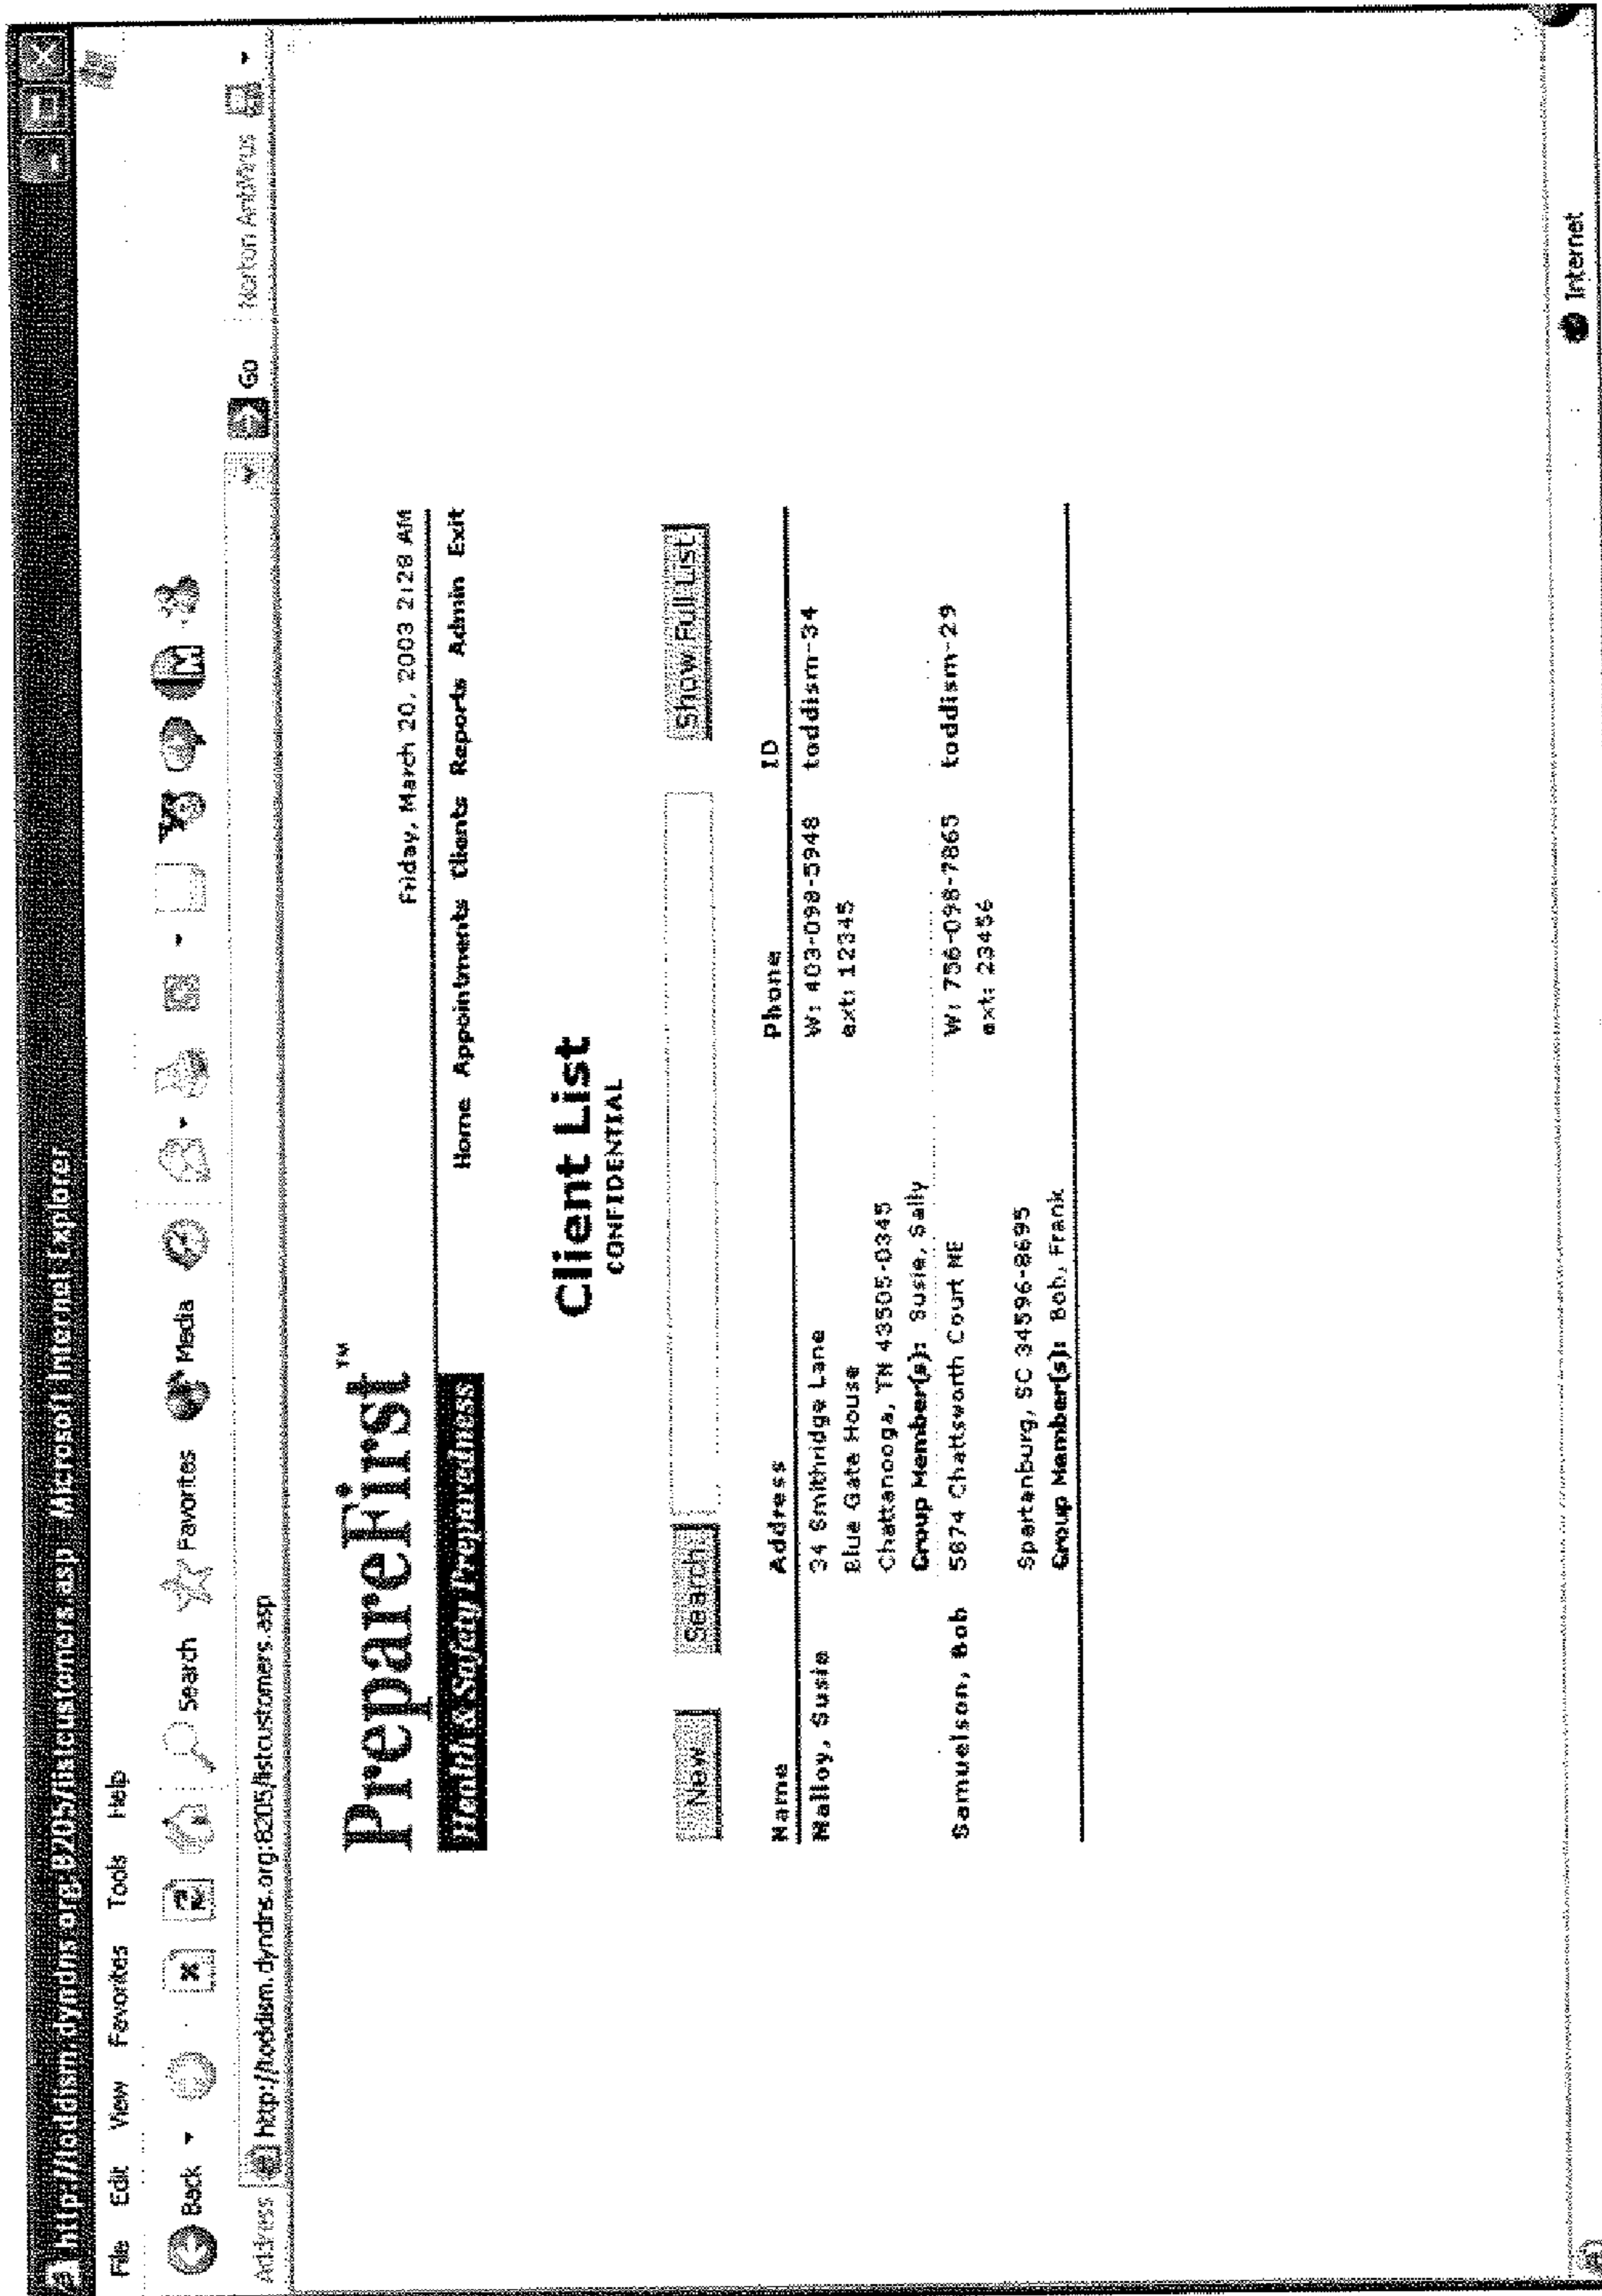 http://toddism.dyndns.org:8205/listcustomers.asp - Microsoft Internet Explorer
File Edit View Favorites Tools Help
Back Search Favorites Media
Address http://toddism.dyndns.org:8205/listcustomers.asp Go Norton AntiVirus
PrepareFirst™
Friday, March 20, 2003 2:28 AM
Health & Safety Preparedness Home Appointments Clients Reports Admin Exit
Client List
CONFIDENTIAL
New Search Show Full List
Name Address Phone ID
Malloy, Susie 34 Smithridge Lane W: 403-098-5948 toddism-34
Blue Gate House ext: 12345
Chattanooga, TN 43505-0345
Group Member(s): Susie, Sally
Samuelson, Bob 5874 Chattsworth Court NE W: 756-098-7865 toddism-29
ext: 23456
Spartanburg, SC 34596-8695
Group Member(s): Bob, Frank
Internet